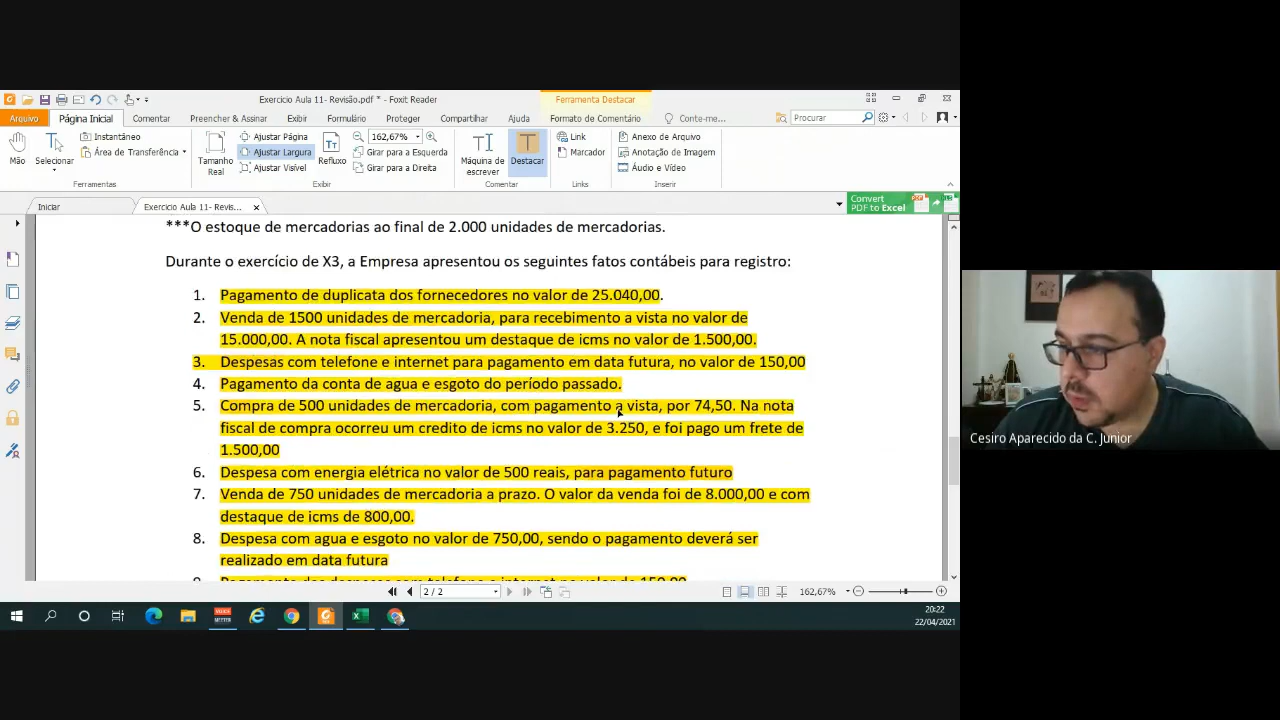 Exercício Aula 11- Revisão.pdf * - Foxit Reader
Ferramenta Destacar
Arquivo
Página Inicial
Comentar
Exibir
Formulário
Preencher & Assinar
Proteger
Compartilhar
Ajuda
Formato de Comentário
Conte-me...
Procurar
Mão
Selecionar
Instantâneo
Área de Transferência
Ferramentas
Tamanho Real
Ajustar Página
Ajustar Largura
Ajustar Visível
Refluxo
162,67%
Girar para a Esquerda
Girar para a Direita
Exibir
Máquina de escrever
Destacar
Comentar
Link
Marcador
Links
Anexo de Arquivo
Anotação de Imagem
Áudio e Vídeo
Inserir
Iniciar
Exercicio Aula 11- Revis...
Convert
PDF to Excel
***O estoque de mercadorias ao final de 2.000 unidades de mercadorias.
Durante o exercício de X3, a Empresa apresentou os seguintes fatos contábeis para registro:
1. Pagamento de duplicata dos fornecedores no valor de 25.040,00.
2. Venda de 1500 unidades de mercadoria, para recebimento a vista no valor de
15.000,00. A nota fiscal apresentou um destaque de icms no valor de 1.500,00.
3. Despesas com telefone e internet para pagamento em data futura, no valor de 150,00
4. Pagamento da conta de agua e esgoto do período passado.
5. Compra de 500 unidades de mercadoria, com pagamento a vista, por 74,50. Na nota
fiscal de compra ocorreu um credito de icms no valor de 3.250, e foi pago um frete de
1.500,00
6. Despesa com energia elétrica no valor de 500 reais, para pagamento futuro
7. Venda de 750 unidades de mercadoria a prazo. O valor da venda foi de 8.000,00 e com
destaque de icms de 800,00.
8. Despesa com agua e esgoto no valor de 750,00, sendo o pagamento deverá ser
realizado em data futura
2 / 2
162,67%
20:22
22/04/2021
Cesiro Aparecido da C. Junior